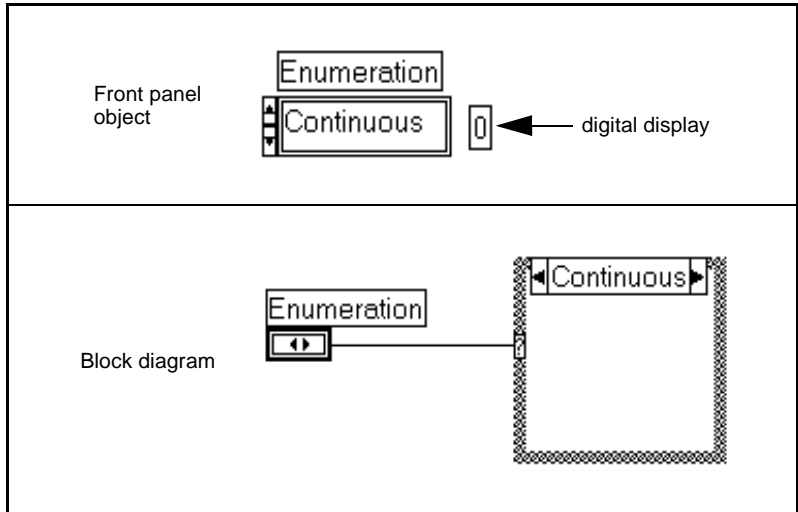 Enumeration
Front panel
object
Continuous
0
digital display
Continuous
Enumeration
?
Block diagram